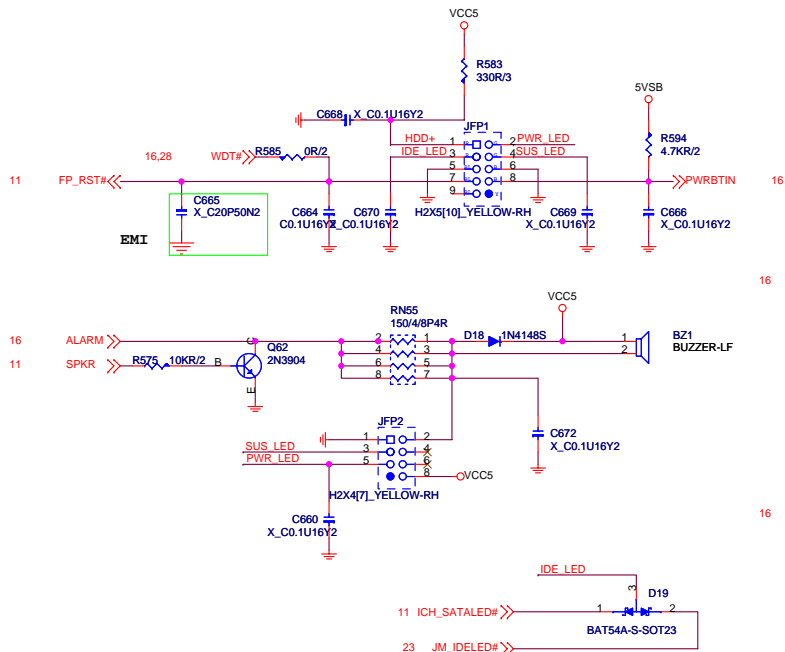 VCC5
R583
330R/3
C668 X_C0.1U16Y2
5VSB
JFP1
HDD+ 1 2 PWR_LED
R594
4.7KR/2
16,28 WDT# R585 0R/2
IDE_LED 3 4 SUS_LED
5 6
11 FP_RST# 7 8 PWRBTIN 16
9
C665
X_C20P50N2
EMI
C664
C0.1U16Y2
C670
X_C0.1U16Y2
H2X5[10]_YELLOW-RH
C669
X_C0.1U16Y2
C666
X_C0.1U16Y2
16
VCC5
RN55
150/4/8P4R
D18 1N4148S
16 ALARM
C
Q62
2N3904
2 1
4 3
6 5
8 7
1
2
BZ1
BUZZER-LF
11 SPKR R575 10KR/2 B
E
JFP2
1 2
SUS_LED 3 4
PWR_LED 5 6
8 VCC5
C672
X_C0.1U16Y2
H2X4[7]_YELLOW-RH
C660
X_C0.1U16Y2
16
IDE_LED
3
D19
11 ICH_SATALED# 1 2
BAT54A-S-SOT23
23 JM_IDELED#